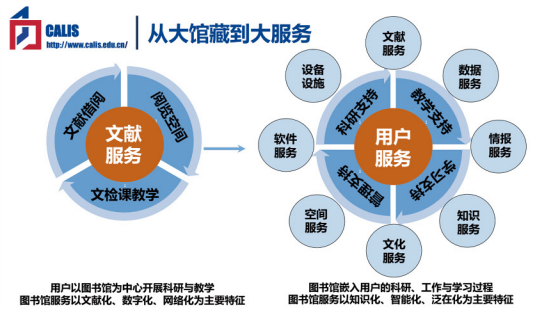 CALIS
http://www.calis.edu.cn/
从大馆藏到大服务
文献借阅
阅览空间
文献
服务
文检课教学
文献
服务
设备
设施
数据
服务
科研支持
教学支持
软件
服务
用户
服务
情报
服务
管理支持
学习支持
空间
服务
知识
服务
文化
服务
用户以图书馆为中心开展科研与教学
图书馆服务以文献化、数字化、网络化为主要特征
图书馆嵌入用户的科研、工作与学习过程
图书馆服务以知识化、智能化、泛在化为主要特征